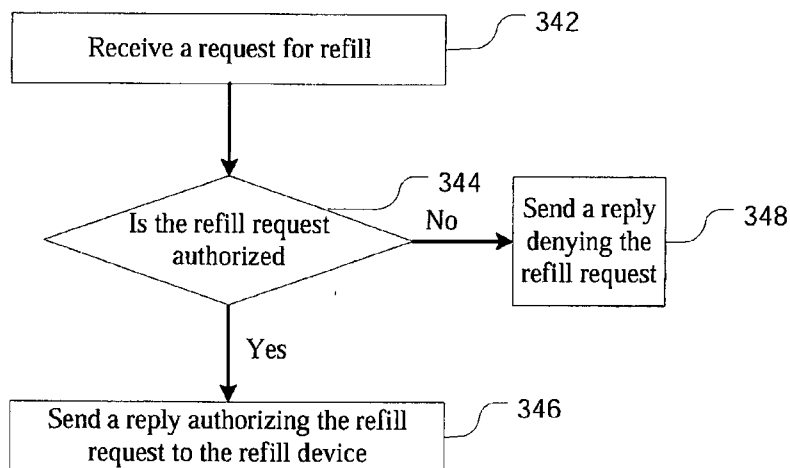 Receive a request for refill
342
Is the refill request
authorized
344
No
Send a reply
denying the
refill request
348
Yes
Send a reply authorizing the refill
request to the refill device
346